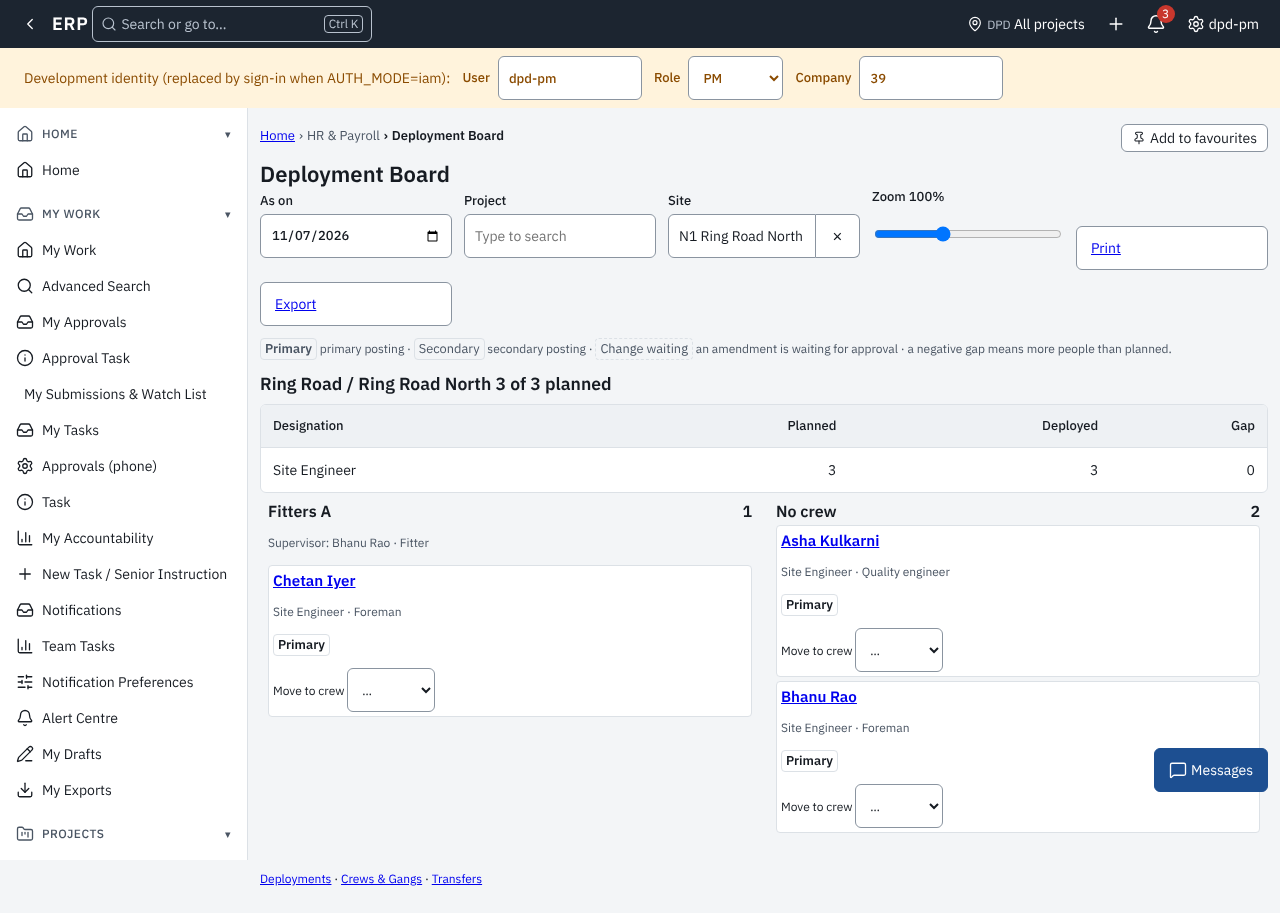 ERP
Search or go to...
Ctrl K
DPD All projects
3
dpd-pm
Development identity (replaced by sign-in when AUTH_MODE=iam):
User
dpd-pm
Role
PM
Company
39
HOME
Home
MY WORK
My Work
Advanced Search
My Approvals
Approval Task
My Submissions & Watch List
My Tasks
Approvals (phone)
Task
My Accountability
New Task / Senior Instruction
Notifications
Team Tasks
Notification Preferences
Alert Centre
My Drafts
My Exports
PROJECTS
Home › HR & Payroll › Deployment Board
Add to favourites
Deployment Board
As on
11/07/2026
Project
Type to search
Site
N1 Ring Road North
×
Zoom 100%
Print
Export
Primary primary posting · Secondary secondary posting · Change waiting an amendment is waiting for approval · a negative gap means more people than planned.
Ring Road / Ring Road North 3 of 3 planned
Designation Planned Deployed Gap
Site Engineer 3 3 0
Fitters A 1
Supervisor: Bhanu Rao · Fitter
Chetan Iyer
Site Engineer · Foreman
Primary
Move to crew ...
No crew 2
Asha Kulkarni
Site Engineer · Quality engineer
Primary
Move to crew ...
Bhanu Rao
Site Engineer · Foreman
Primary
Move to crew ...
Messages
Deployments · Crews & Gangs · Transfers